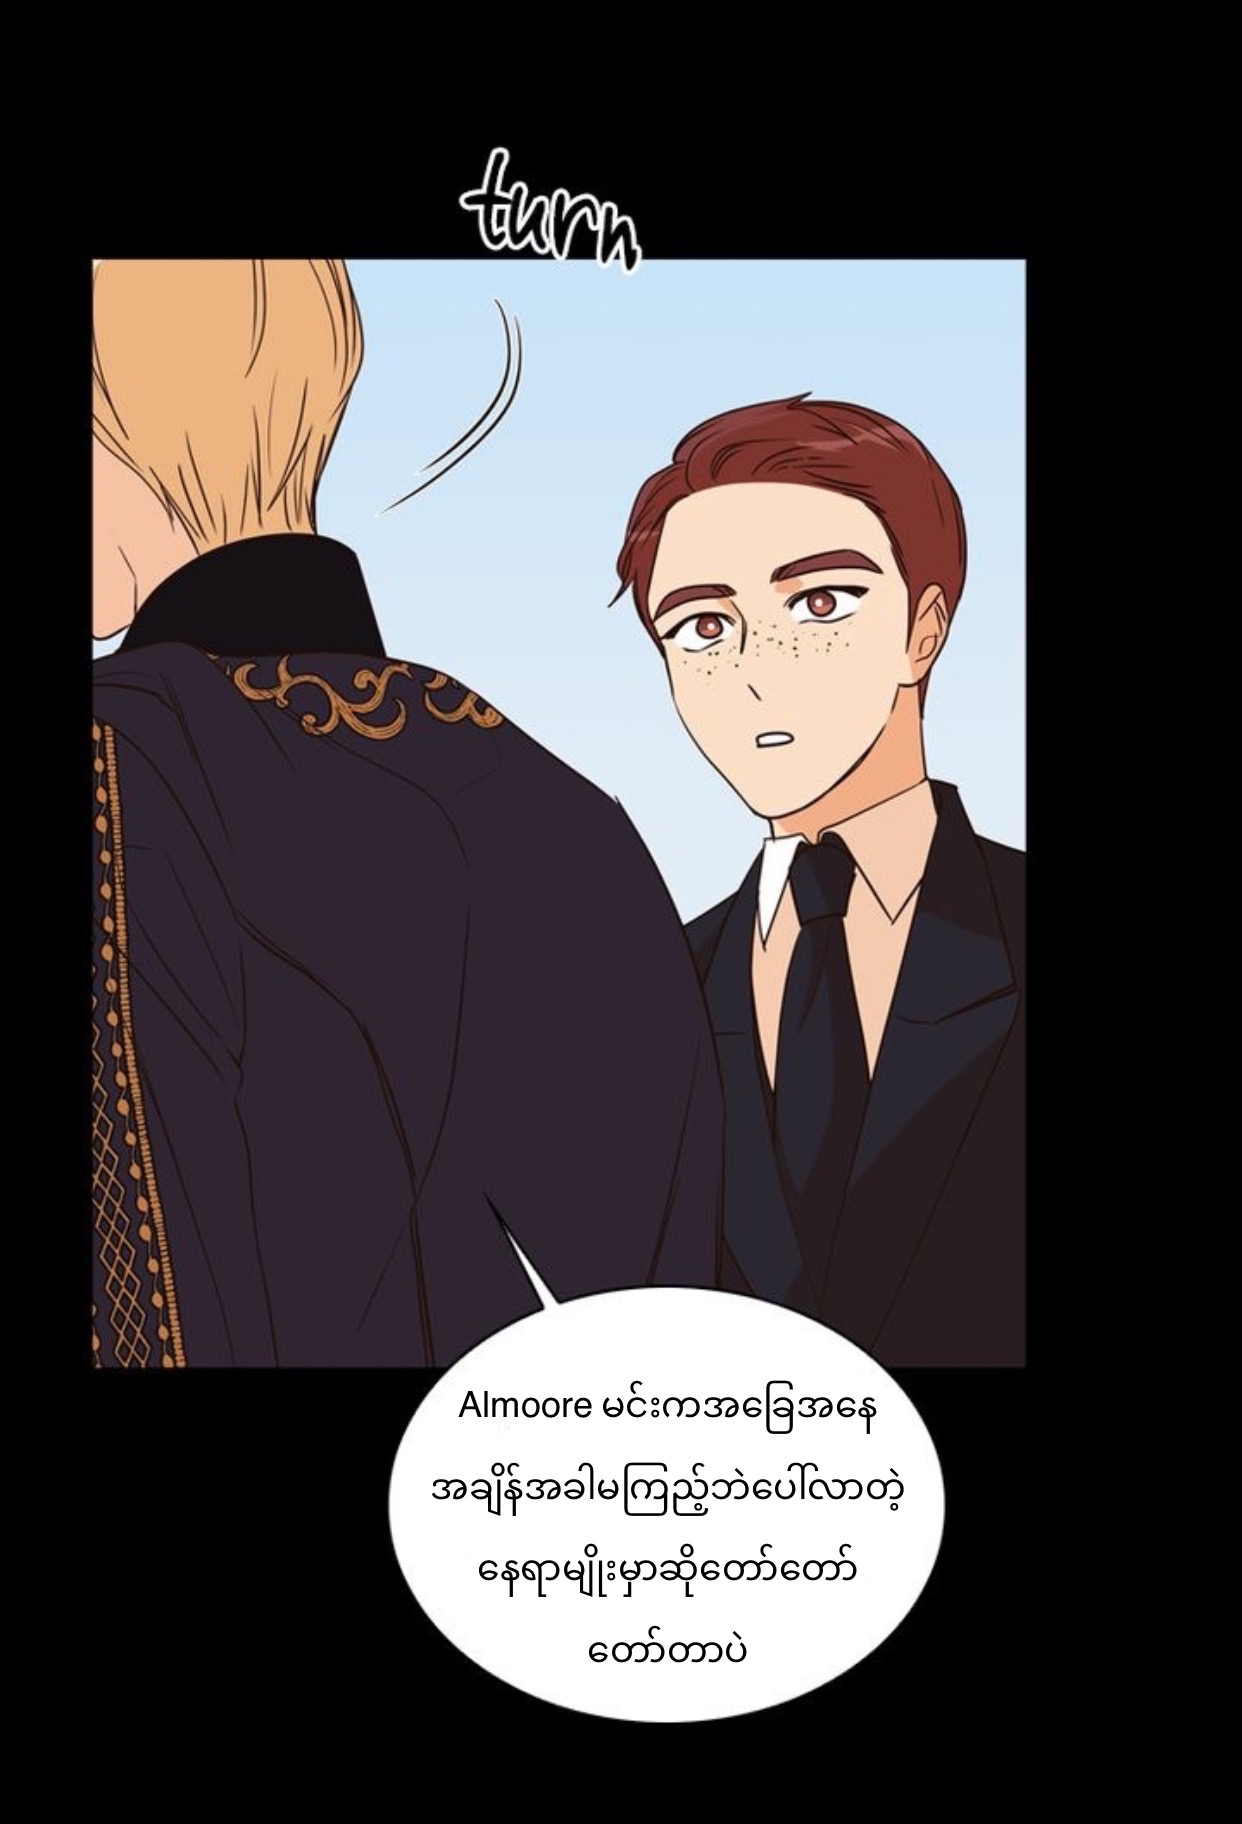 turn
Almoore မင်းကအခြေအနေ
အချိန်အခါမကြည့်ဘဲပေါ်လာတဲ့
နေရာမျိုးမှာဆိုတော်တော်
တော်တာပဲ